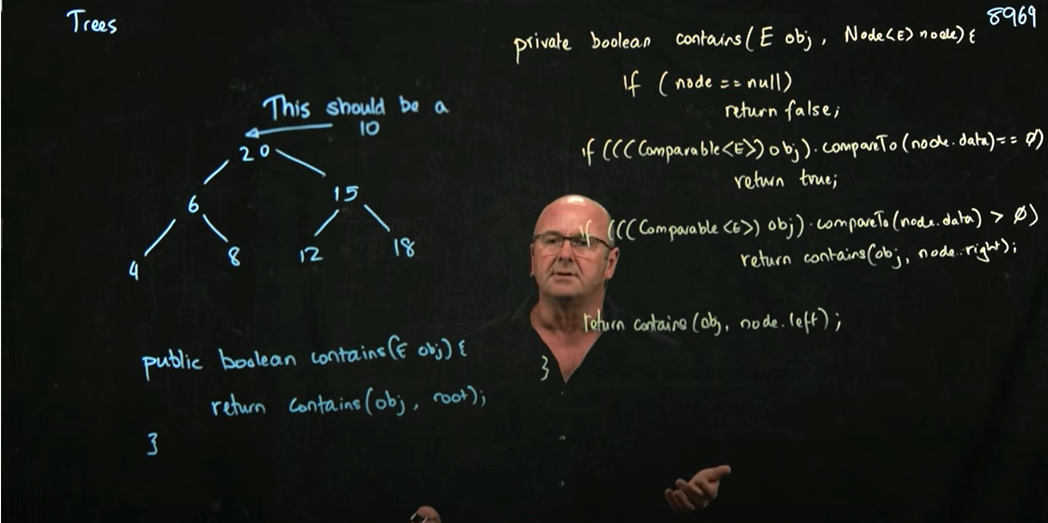 Trees
8969
This should be a
10
20
6
15
4
8
12
18
public boolean contains(E obj) {
return contains(obj, root);
}
private boolean contains(E obj, Node<E> node) {
if (node == null)
return false;
if (((Comparable<E>) obj).compareTo(node.data) == 0)
return true;
if (((Comparable<E>) obj).compareTo(node.data) > 0)
return contains(obj, node.right);
return contains(obj, node.left);
}